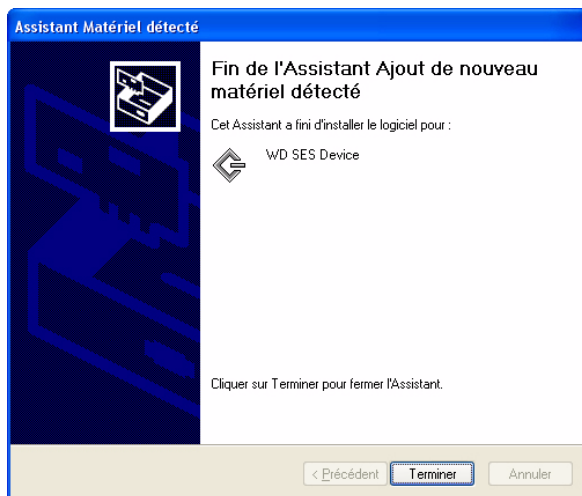 Assistant Matériel détecté
Fin de l'Assistant Ajout de nouveau
matériel détecté
Cet Assistant a fini d'installer le logiciel pour :
WD SES Device
Cliquer sur Terminer pour fermer l'Assistant.
< Précédent
Terminer
Annuler